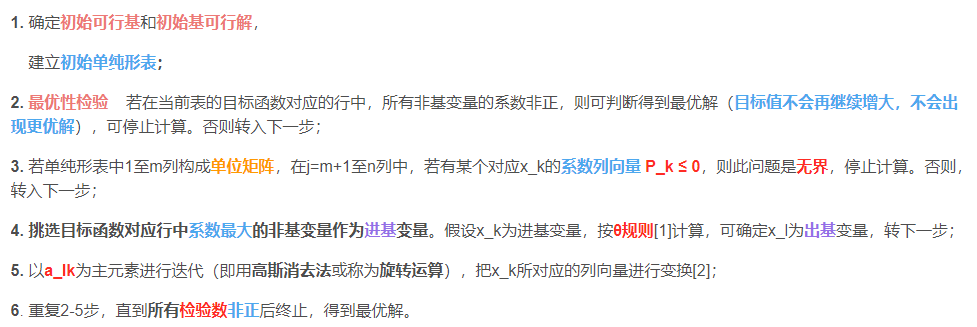 1. 确定初始可行基和初始基可行解，
建立初始单纯形表；
2. 最优性检验 若在当前表的目标函数对应的行中，所有非基变量的系数非正，则可判断得到最优解（目标值不会再继续增大，不会出
现更优解），可停止计算。否则转入下一步；
3. 若单纯形表中1至m列构成单位矩阵，在j=m+1至n列中，若有某个对应x_k的系数列向量 P_k ≤ 0，则此问题是无界，停止计算。否则，
转入下一步；
4. 挑选目标函数对应行中系数最大的非基变量作为进基变量。假设x_k为进基变量，按θ规则[1]计算，可确定x_l为出基变量，转下一步；
5. 以a_lk为主元素进行迭代（即用高斯消去法或称为旋转运算），把x_k所对应的列向量进行变换[2]；
6. 重复2-5步，直到所有检验数非正后终止，得到最优解。